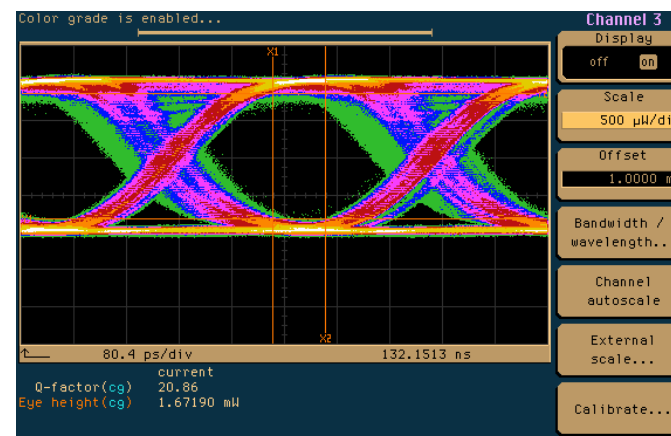 Color grade is enabled...
Channel 3
Display
off on
X1
Scale
500 µW/di
Offset
1.0000 m
Bandwidth /
wavelength..
Channel
autoscale
X2
External
scale...
80.4 ps/div 132.1513 ns
current
Q-factor(cg) 20.86
Eye height(cg) 1.67190 mW
Calibrate...